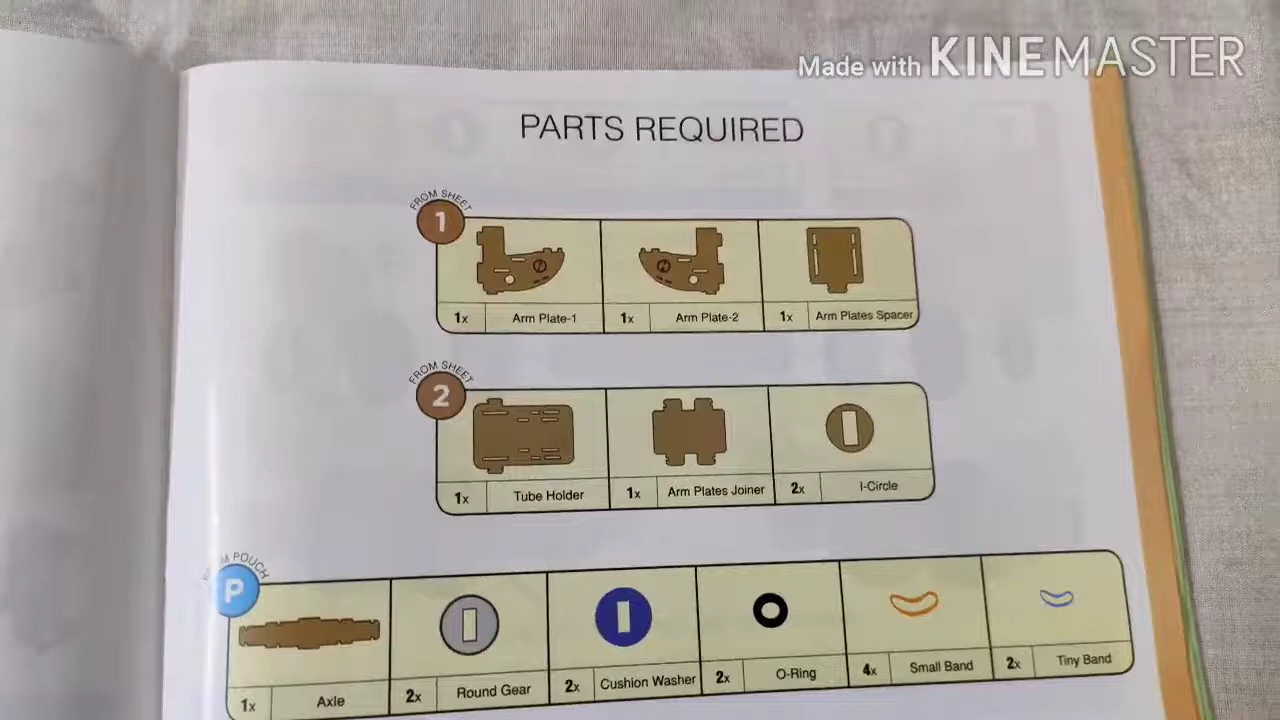 Made with KINEMASTER
PARTS REQUIRED
FROM SHEET
1
1x Arm Plate-1 1x Arm Plate-2 1x Arm Plates Spacer
FROM SHEET
2
1x Tube Holder 1x Arm Plates Joiner 2x I-Circle
FROM POUCH
P
1x Axle 2x Round Gear 2x Cushion Washer 2x O-Ring 4x Small Band 2x Tiny Band